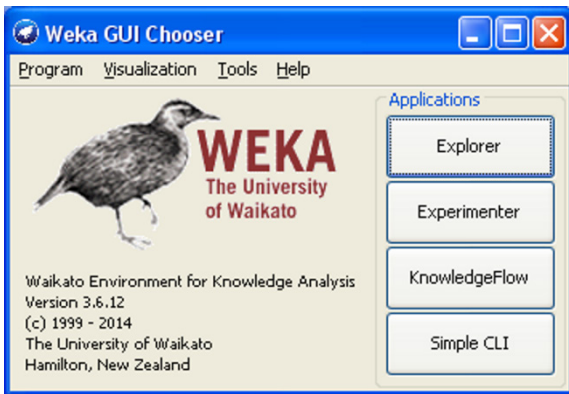 Weka GUI Chooser
Program Visualization Tools Help
WEKA
The University
of Waikato
Waikato Environment for Knowledge Analysis
Version 3.6.12
(c) 1999 - 2014
The University of Waikato
Hamilton, New Zealand
Applications
Explorer
Experimenter
KnowledgeFlow
Simple CLI